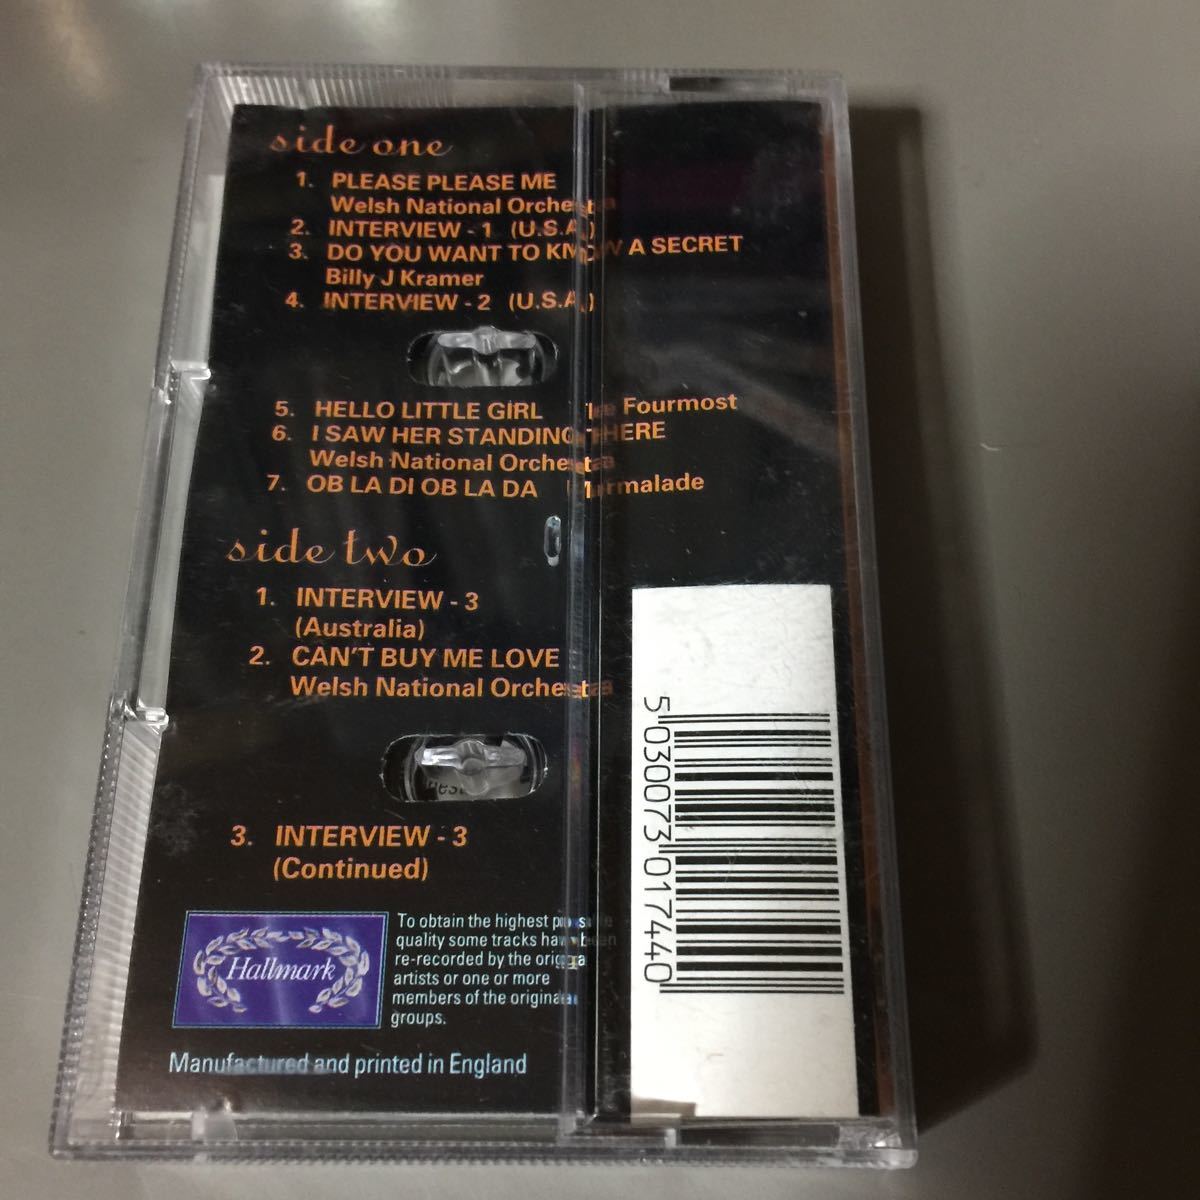 side one
1. PLEASE PLEASE ME
Welsh National Orchestra
2. INTERVIEW - 1 (U.S.A.)
3. DO YOU WANT TO KNOW A SECRET
Billy J Kramer
4. INTERVIEW - 2 (U.S.A.)
5. HELLO LITTLE GIRL The Fourmost
6. I SAW HER STANDING THERE
Welsh National Orchestra
7. OB LA DI OB LA DA Marmalade
side two
1. INTERVIEW - 3
(Australia)
2. CAN'T BUY ME LOVE
Welsh National Orchestra
3. INTERVIEW - 3
(Continued)
Hallmark
To obtain the highest possible
quality some tracks have been
re-recorded by the original
artists or one or more
members of the original
groups.
Manufactured and printed in England
5 030073 017440